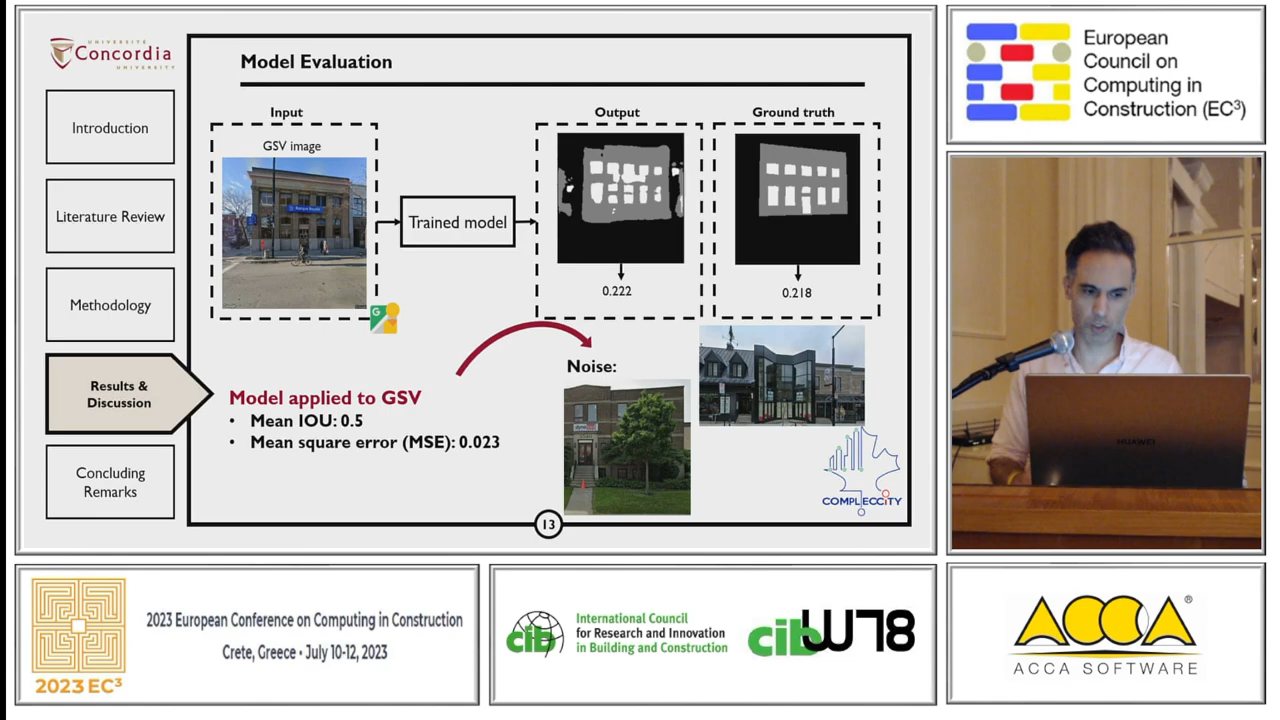 UNIVERSITÉ
Concordia
UNIVERSITY
Introduction
Literature Review
Methodology
Results &
Discussion
Concluding
Remarks
Model Evaluation
Input
Output
Ground truth
GSV image
Trained model
0.222
0.218
G
Noise:
Model applied to GSV
• Mean IOU: 0.5
• Mean square error (MSE): 0.023
COMPLECCITY
13
European
Council on
Computing in
Construction (EC³)
HUAWEI
2023 EC³
2023 European Conference on Computing in Construction
Crete, Greece • July 10-12, 2023
cib
International Council
for Research and Innovation
in Building and Construction
cib W78
ACCA®
ACCA SOFTWARE